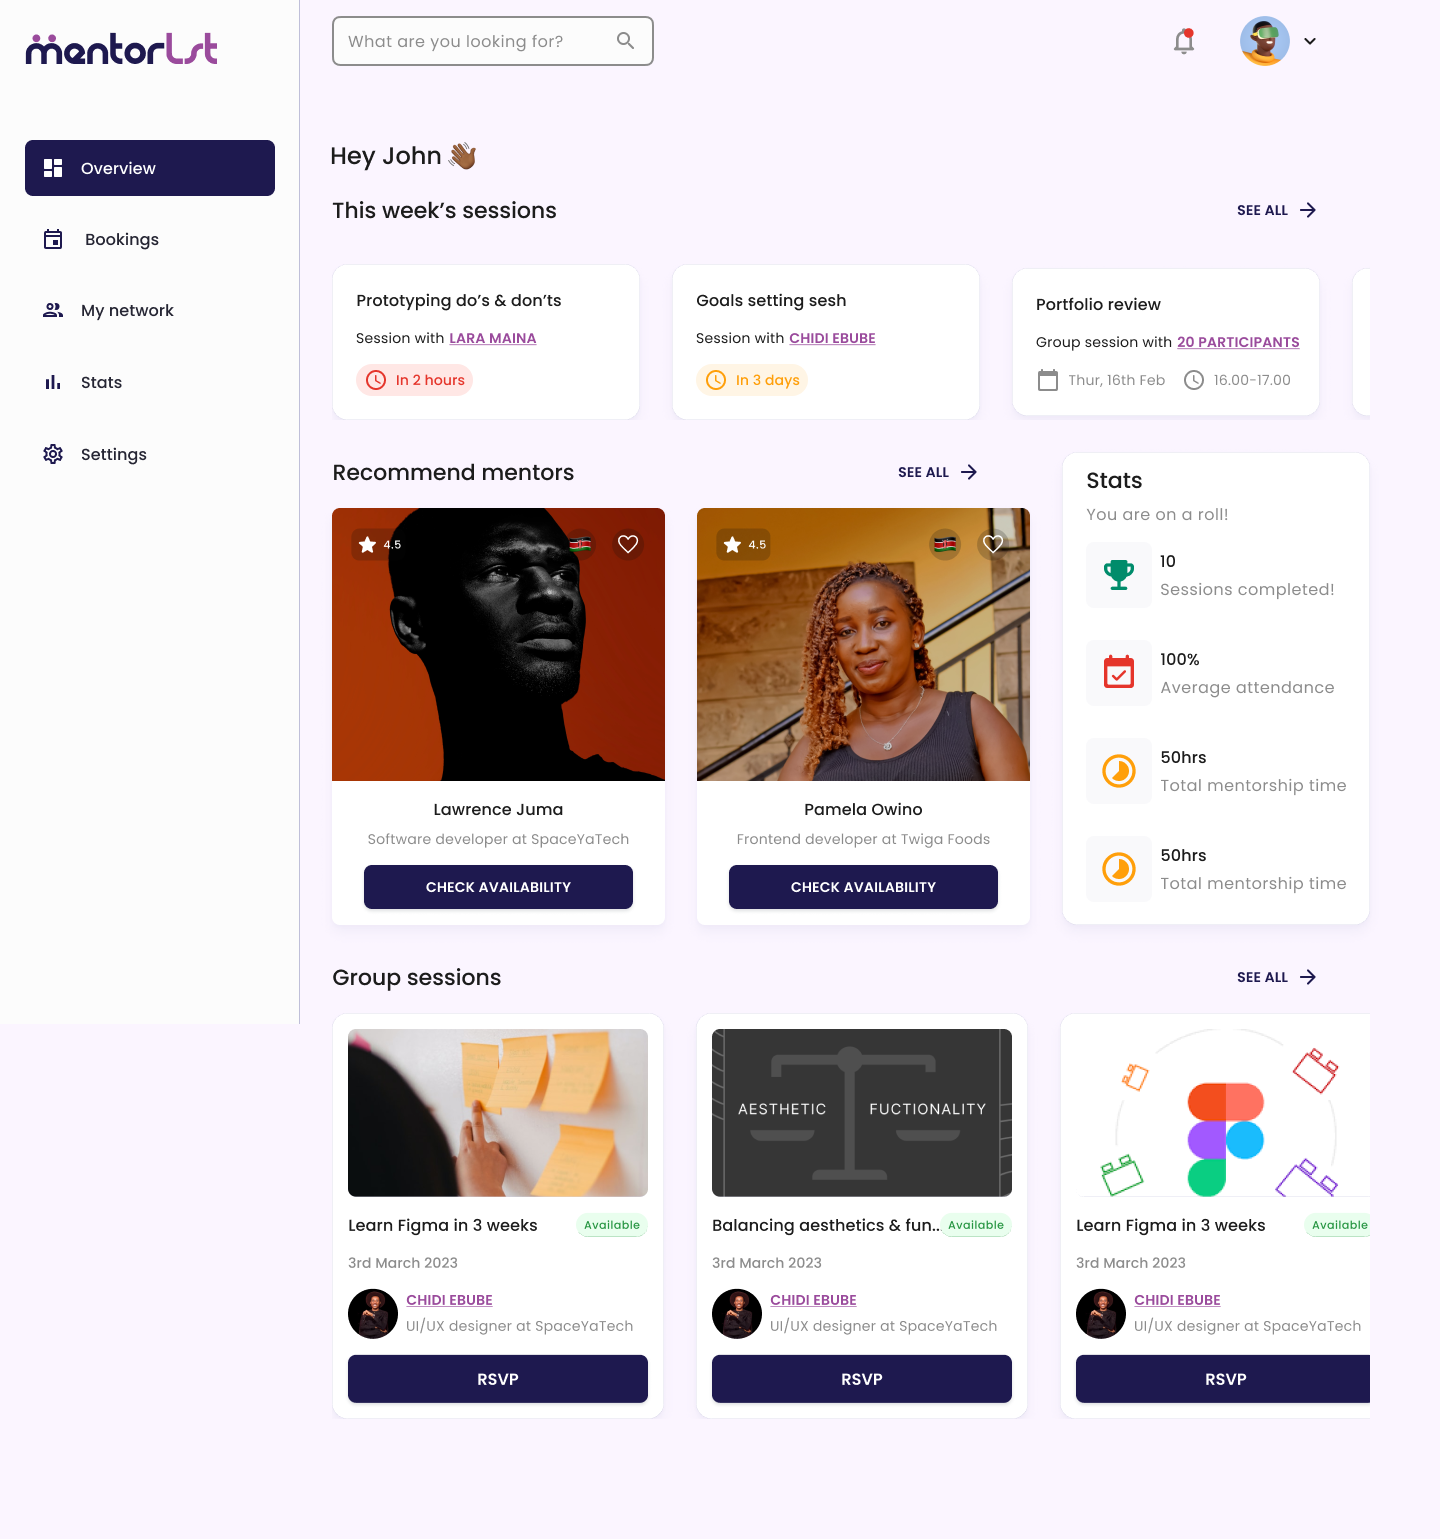 mentorLst
What are you looking for?
Overview
Bookings
My network
Stats
Settings
Hey John 👋🏾
This week’s sessions
SEE ALL
Prototyping do’s & don’ts
Session with LARA MAINA
In 2 hours
Goals setting sesh
Session with CHIDI EBUBE
In 3 days
Portfolio review
Group session with 20 PARTICIPANTS
Thur, 16th Feb
16.00-17.00
Recommend mentors
SEE ALL
4.5
Lawrence Juma
Software developer at SpaceYaTech
CHECK AVAILABILITY
4.5
Pamela Owino
Frontend developer at Twiga Foods
CHECK AVAILABILITY
Stats
You are on a roll!
10
Sessions completed!
100%
Average attendance
50hrs
Total mentorship time
50hrs
Total mentorship time
Group sessions
SEE ALL
Learn Figma in 3 weeks
Available
3rd March 2023
CHIDI EBUBE
UI/UX designer at SpaceYaTech
RSVP
AESTHETIC
FUCTIONALITY
Balancing aesthetics & fun...
Available
3rd March 2023
CHIDI EBUBE
UI/UX designer at SpaceYaTech
RSVP
Learn Figma in 3 weeks
Available
3rd March 2023
CHIDI EBUBE
UI/UX designer at SpaceYaTech
RSVP